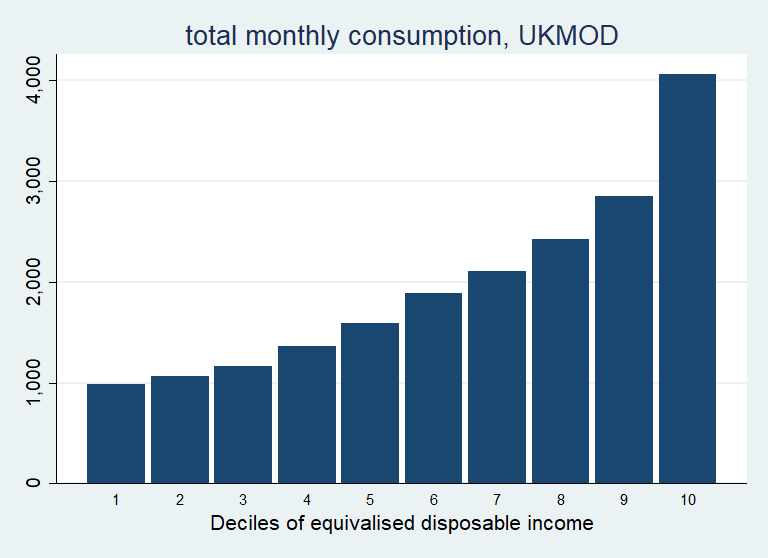 total monthly consumption, UKMOD
4,000
3,000
2,000
1,000
0
1 2 3 4 5 6 7 8 9 10
Deciles of equivalised disposable income